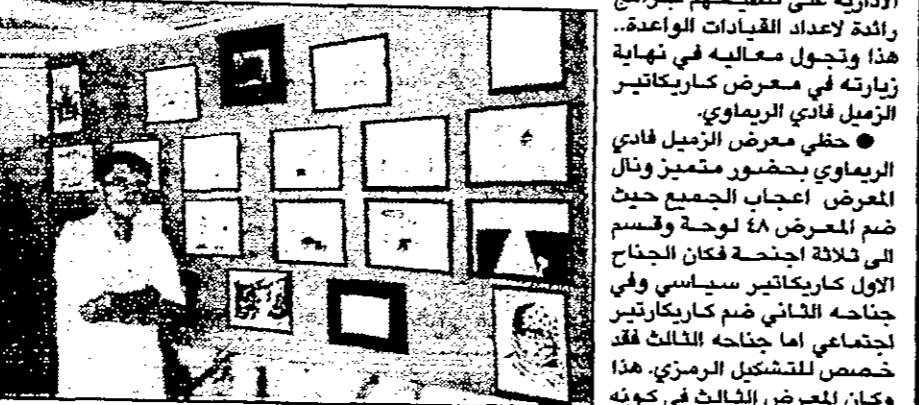 الادارية على
رائدة لاعداد القيادات الواعدة..
هذا وتجول معاليه في نهاية
زيارته في معرض كاريكاتير
الزميل فادي الريماوي.
● حظي معرض الزميل فادي
الريماوي بحضور متميز ونال
المعرض اعجاب الجميع حيث
ضم المعرض ٤٨ لوحة وقسم
الى ثلاثة اجنحة فكان الجناح
الاول كاريكاتير سياسي وفي
جناحه الثاني ضم كاريكارتير
اجتماعي اما جناحه الثالث فقد
خصص للتشكيل الرمزي. هذا
وكان المعرض الثالث في كونه